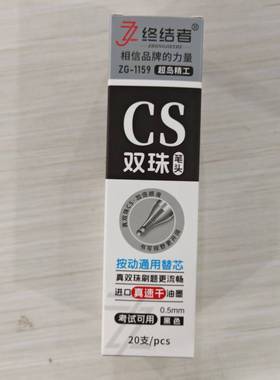 终结者®
ZHONGJIEZHE
相信品牌的力量
ZG-1159 超岛精工
CS
双珠 笔头
按动通用替芯
真双珠刷题更流畅
进口 真速干 油墨
0.5mm
考试可用 黑色
20支/pcs